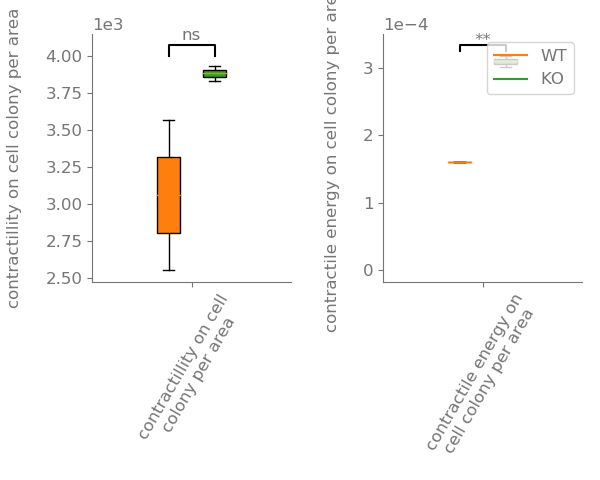 1e3
contractillity on cell colony per area
4.00
3.75
3.50
3.25
3.00
2.75
2.50
ns
contractillity on cell
colony per area
1e−4
contractile energy on cell colony per area
3
2
1
0
**
WT
KO
contractile energy on
cell colony per area